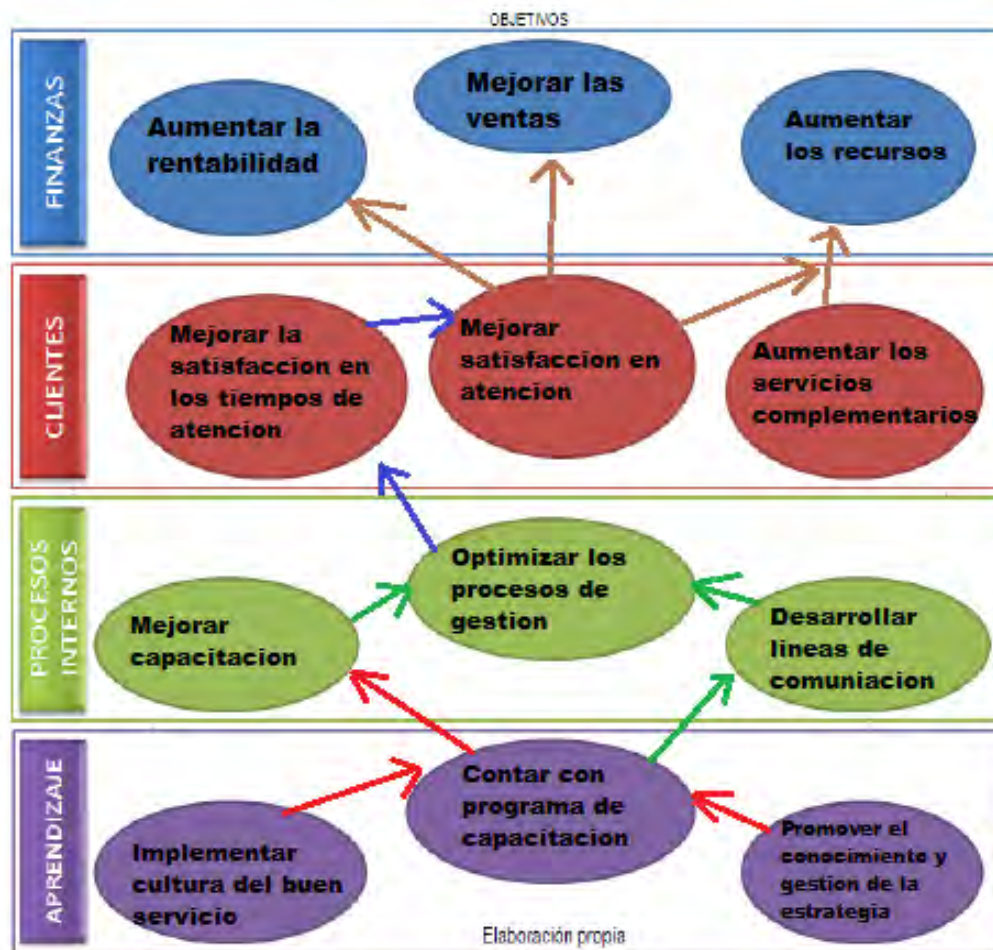 OBJETIVOS
FINANZAS
Aumentar la
rentabilidad
Mejorar las
ventas
Aumentar
los recursos
CLIENTES
Mejorar la
satisfaccion en
los tiempos de
atencion
Mejorar
satisfaccion en
atencion
Aumentar los
servicios
complementarios
PROCESOS
INTERNOS
Mejorar
capacitacion
Optimizar los
procesos de
gestion
Desarrollar
lineas de
comuniacion
APRENDIZAJE
Implementar
cultura del buen
servicio
Contar con
programa de
capacitacion
Promover el
conocimiento y
gestion de la
estrategia
Elaboración propia